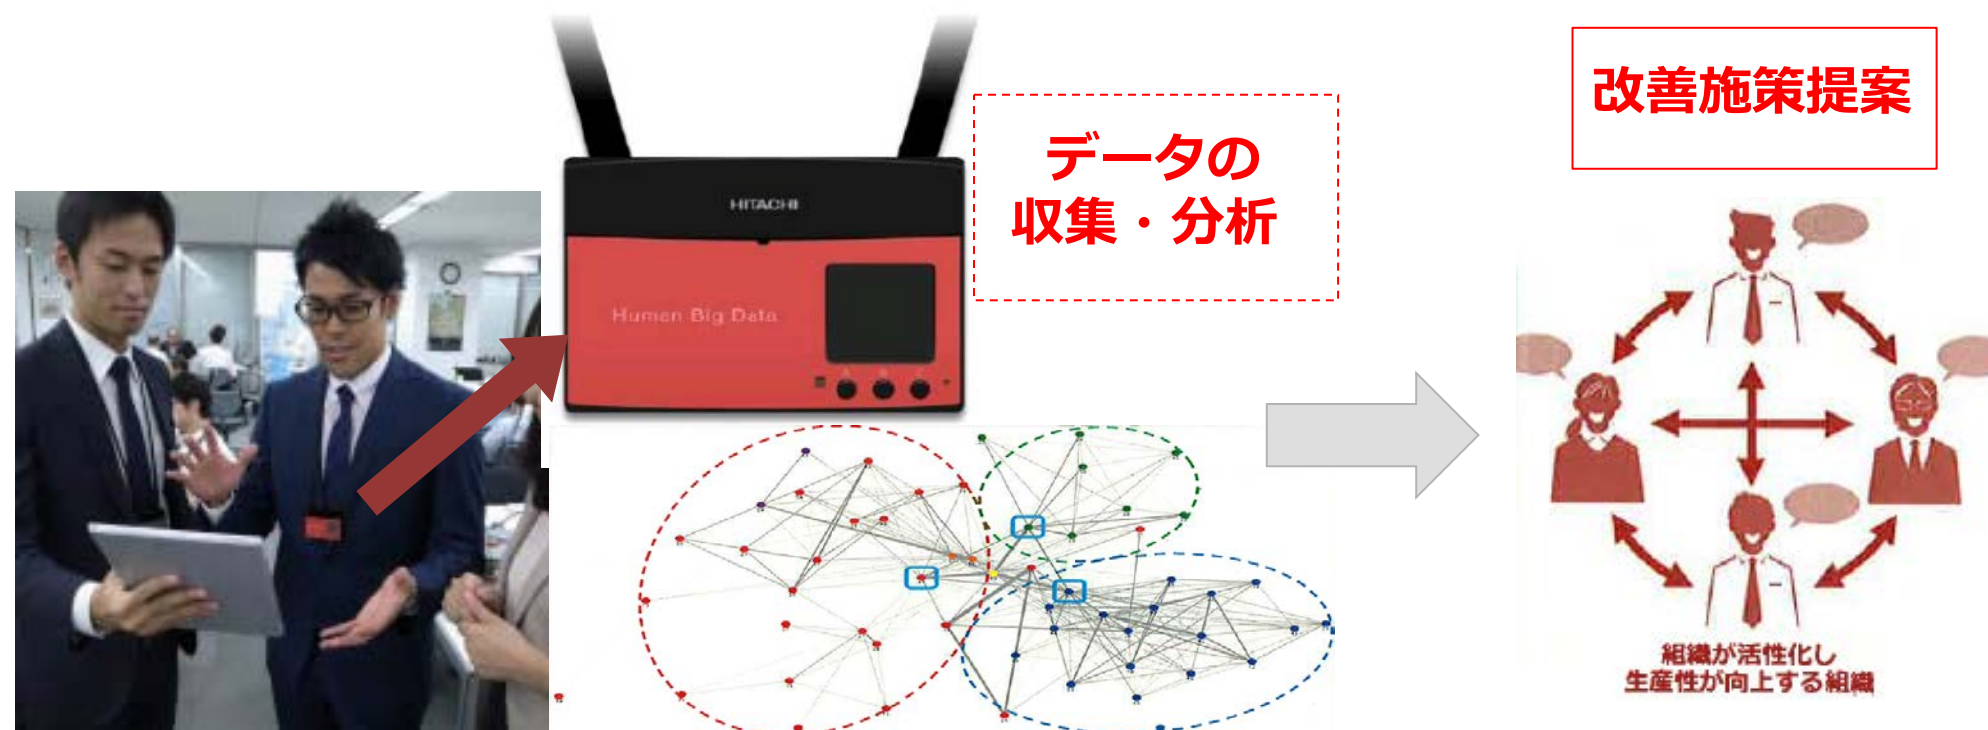 HITACHI
Human Big Data
データの
収集・分析
改善施策提案
組織が活性化し
生産性が向上する組織